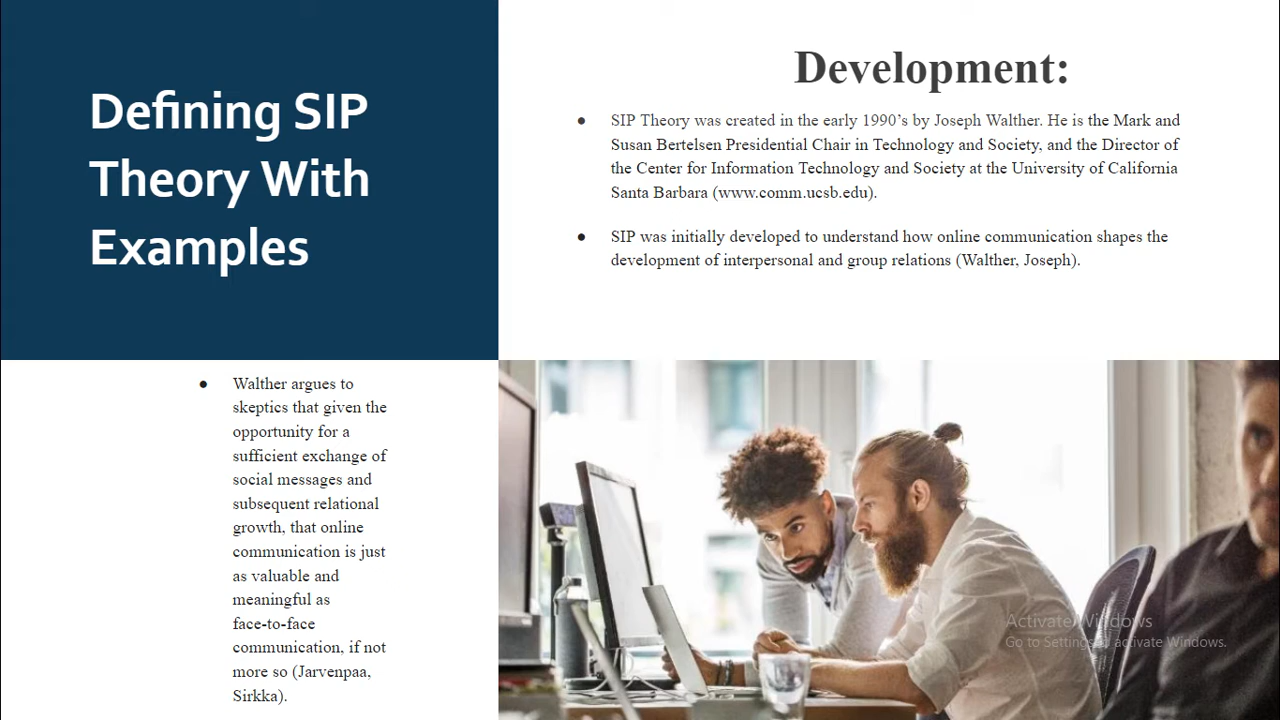 Defining SIP
Theory With
Examples
Development:
● SIP Theory was created in the early 1990’s by Joseph Walther. He is the Mark and
Susan Bertelsen Presidential Chair in Technology and Society, and the Director of
the Center for Information Technology and Society at the University of California
Santa Barbara (www.comm.ucsb.edu).
● SIP was initially developed to understand how online communication shapes the
development of interpersonal and group relations (Walther, Joseph).
● Walther argues to
skeptics that given the
opportunity for a
sufficient exchange of
social messages and
subsequent relational
growth, that online
communication is just
as valuable and
meaningful as
face-to-face
communication, if not
more so (Jarvenpaa,
Sirkka).
Activate Windows
Go to Settings to activate Windows.